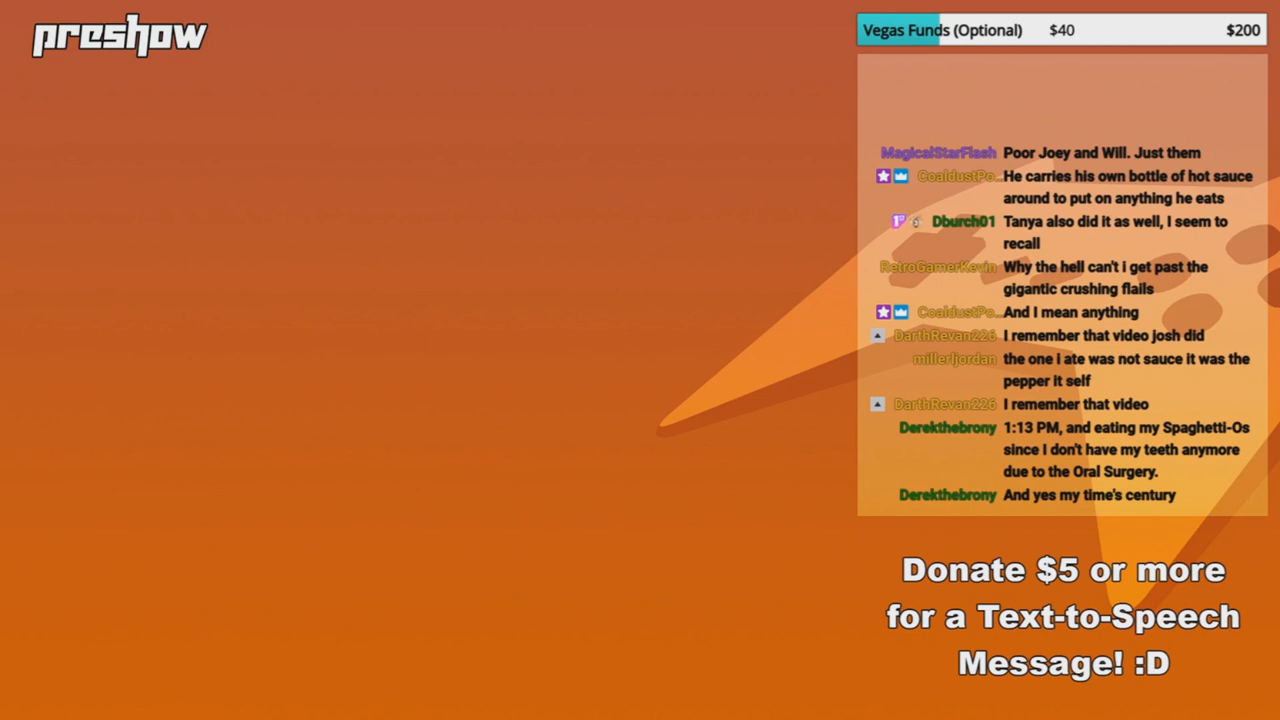 preshow
Vegas Funds (Optional) $40 $200
MagicalStarFlash Poor Joey and Will. Just them
CoaldustPo... He carries his own bottle of hot sauce
around to put on anything he eats
Dburch01 Tanya also did it as well, I seem to
recall
RetroGamerKevin Why the hell can't i get past the
gigantic crushing flails
CoaldustPo... And I mean anything
DarthRevan226 I remember that video josh did
millerljordan the one i ate was not sauce it was the
pepper it self
DarthRevan226 I remember that video
Derekthebrony 1:13 PM, and eating my Spaghetti-Os
since I don't have my teeth anymore
due to the Oral Surgery.
Derekthebrony And yes my time's century
Donate $5 or more
for a Text-to-Speech
Message! :D